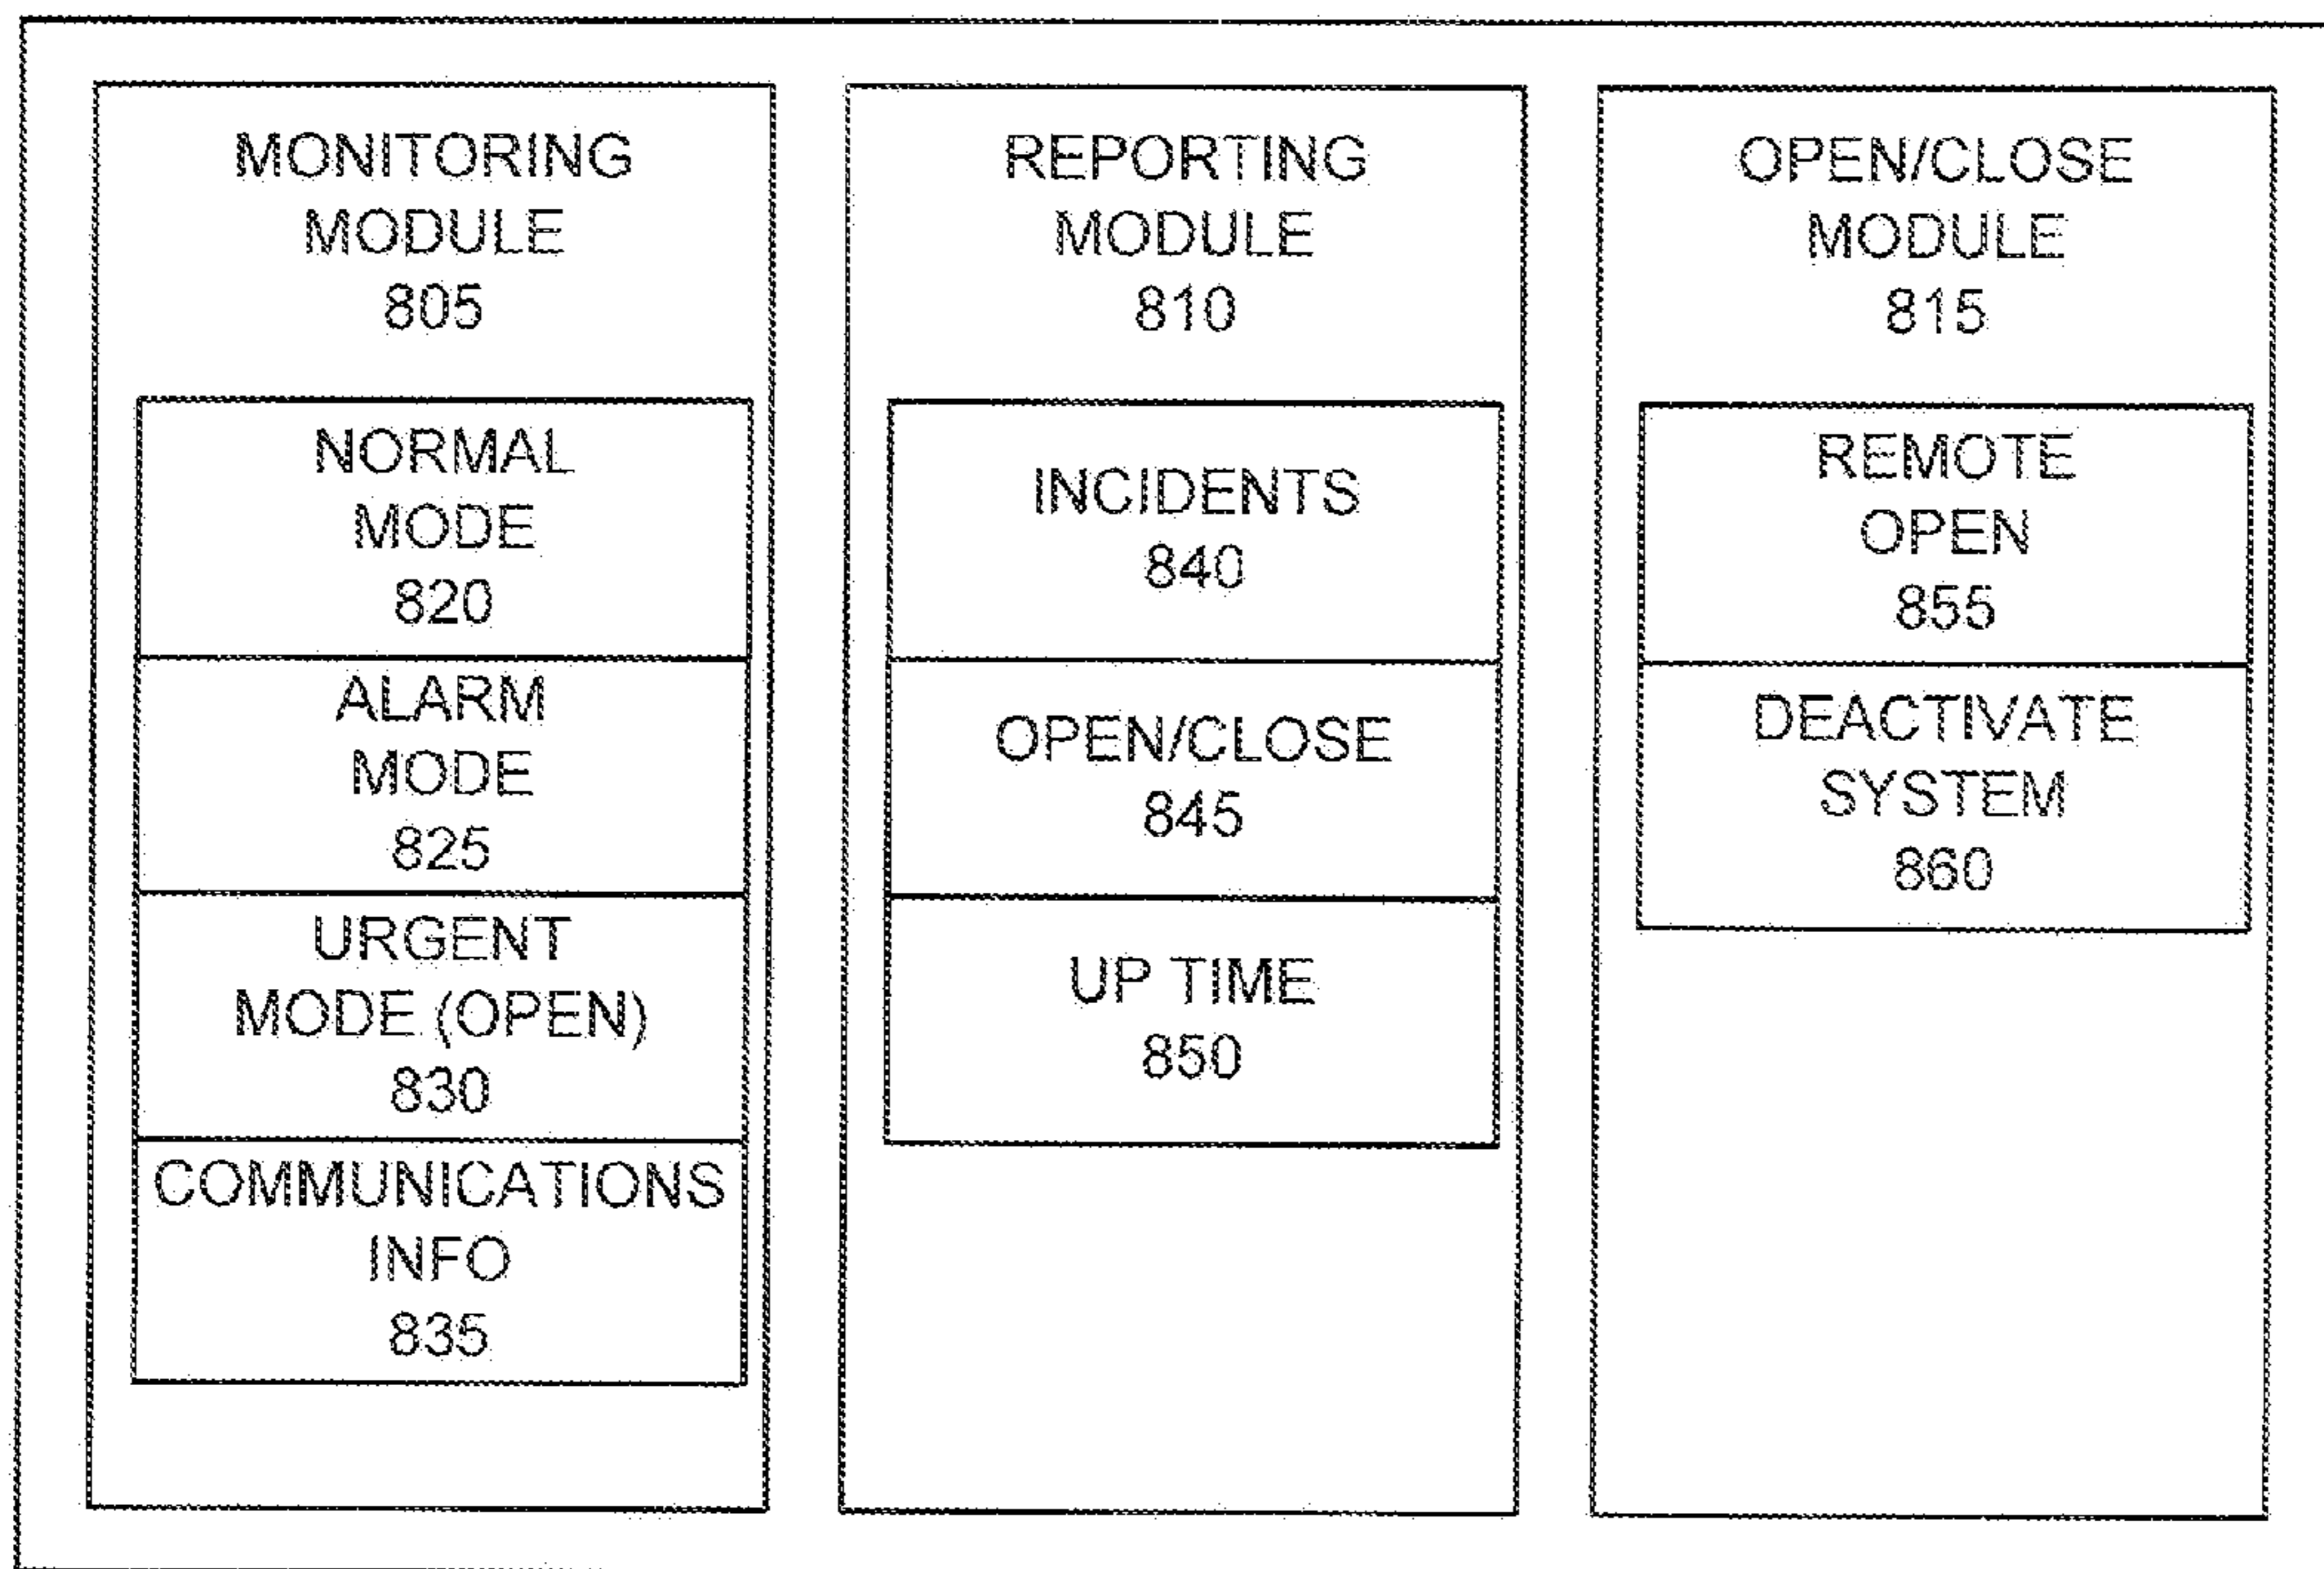 MONITORING
MODULE
805
NORMAL
MODE
820
ALARM
MODE
825
URGENT
MODE (OPEN)
830
COMMUNICATIONS
INFO
835
REPORTING
MODULE
810
INCIDENTS
840
OPEN/CLOSE
845
UP TIME
850
OPEN/CLOSE
MODULE
815
REMOTE
OPEN
855
DEACTIVATE
SYSTEM
860